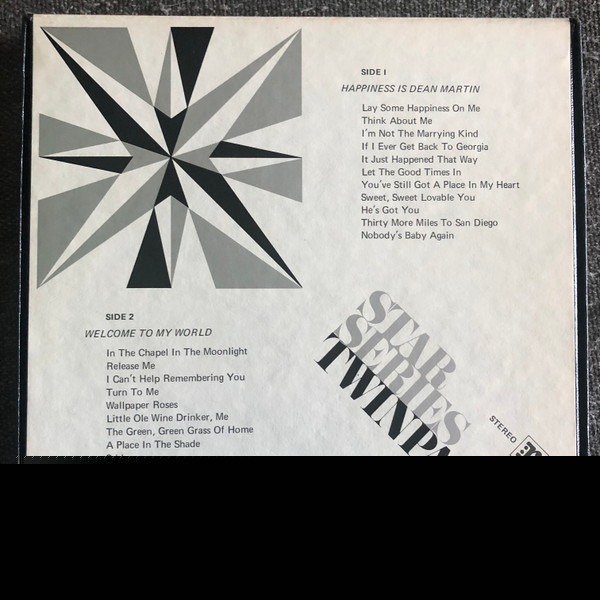 SIDE I
HAPPINESS IS DEAN MARTIN
Lay Some Happiness On Me
Think About Me
I'm Not The Marrying Kind
If I Ever Get Back To Georgia
It Just Happened That Way
Let The Good Times In
You've Still Got A Place In My Heart
Sweet, Sweet Lovable You
He's Got You
Thirty More Miles To San Diego
Nobody's Baby Again
SIDE 2
WELCOME TO MY WORLD
In The Chapel In The Moonlight
Release Me
I Can't Help Remembering You
Turn To Me
Wallpaper Roses
Little Ole Wine Drinker, Me
The Green, Green Grass Of Home
A Place In The Shade
STAR
SERIES
STEREO